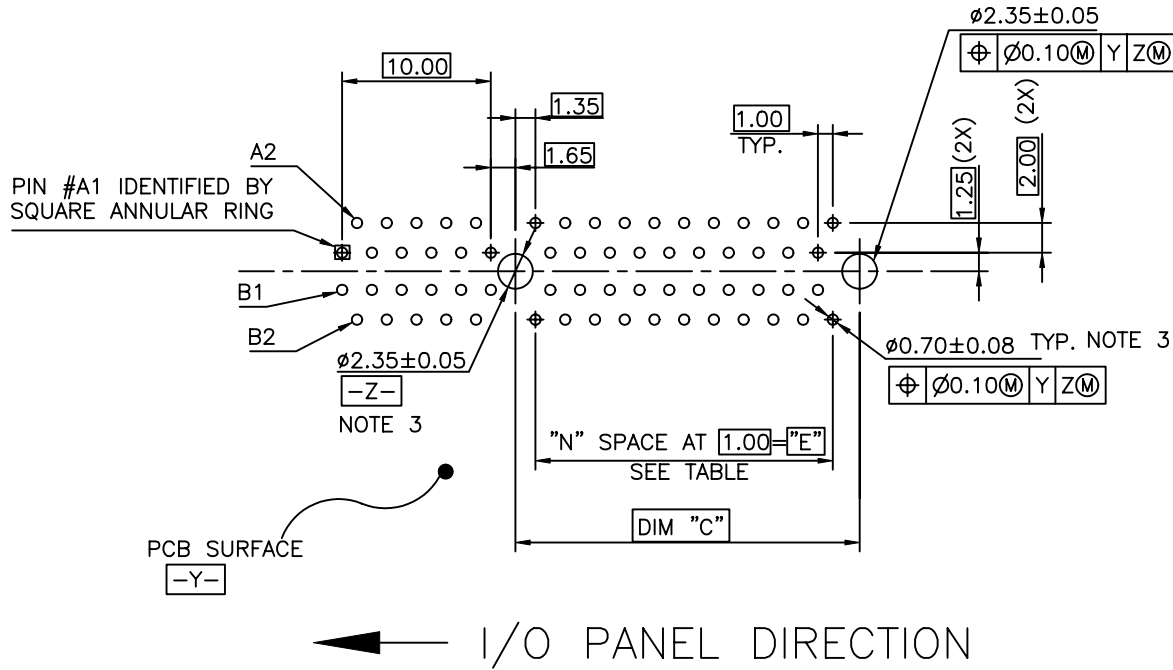 ø2.35±0.05
⌖ Ø0.10Ⓜ Y ZⓂ
10.00
1.35
1.65
1.00
TYP.
1.25 (2X)
2.00 (2X)
A2
PIN #A1 IDENTIFIED BY
SQUARE ANNULAR RING
B1
B2
ø2.35±0.05
-Z-
NOTE 3
ø0.70±0.08 TYP. NOTE 3
⌖ Ø0.10Ⓜ Y ZⓂ
"N" SPACE AT 1.00="E"
SEE TABLE
DIM "C"
PCB SURFACE
-Y-
I/O PANEL DIRECTION